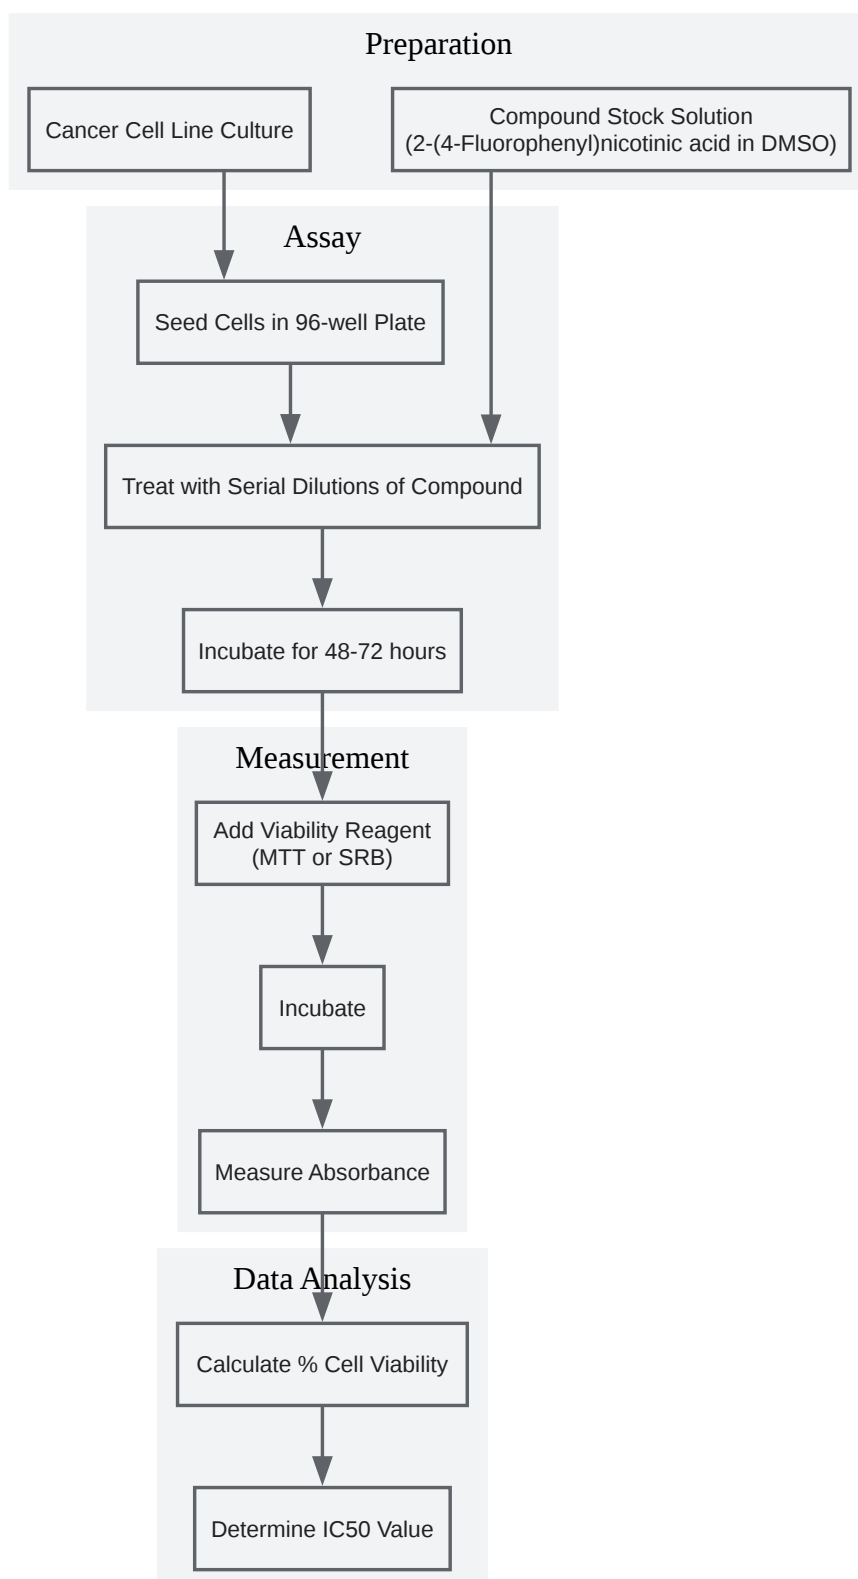 Preparation
Cancer Cell Line Culture
Compound Stock Solution
(2-(4-Fluorophenyl)nicotinic acid in DMSO)
Assay
Seed Cells in 96-well Plate
Treat with Serial Dilutions of Compound
Incubate for 48-72 hours
Measurement
Add Viability Reagent
(MTT or SRB)
Incubate
Measure Absorbance
Data Analysis
Calculate % Cell Viability
Determine IC50 Value